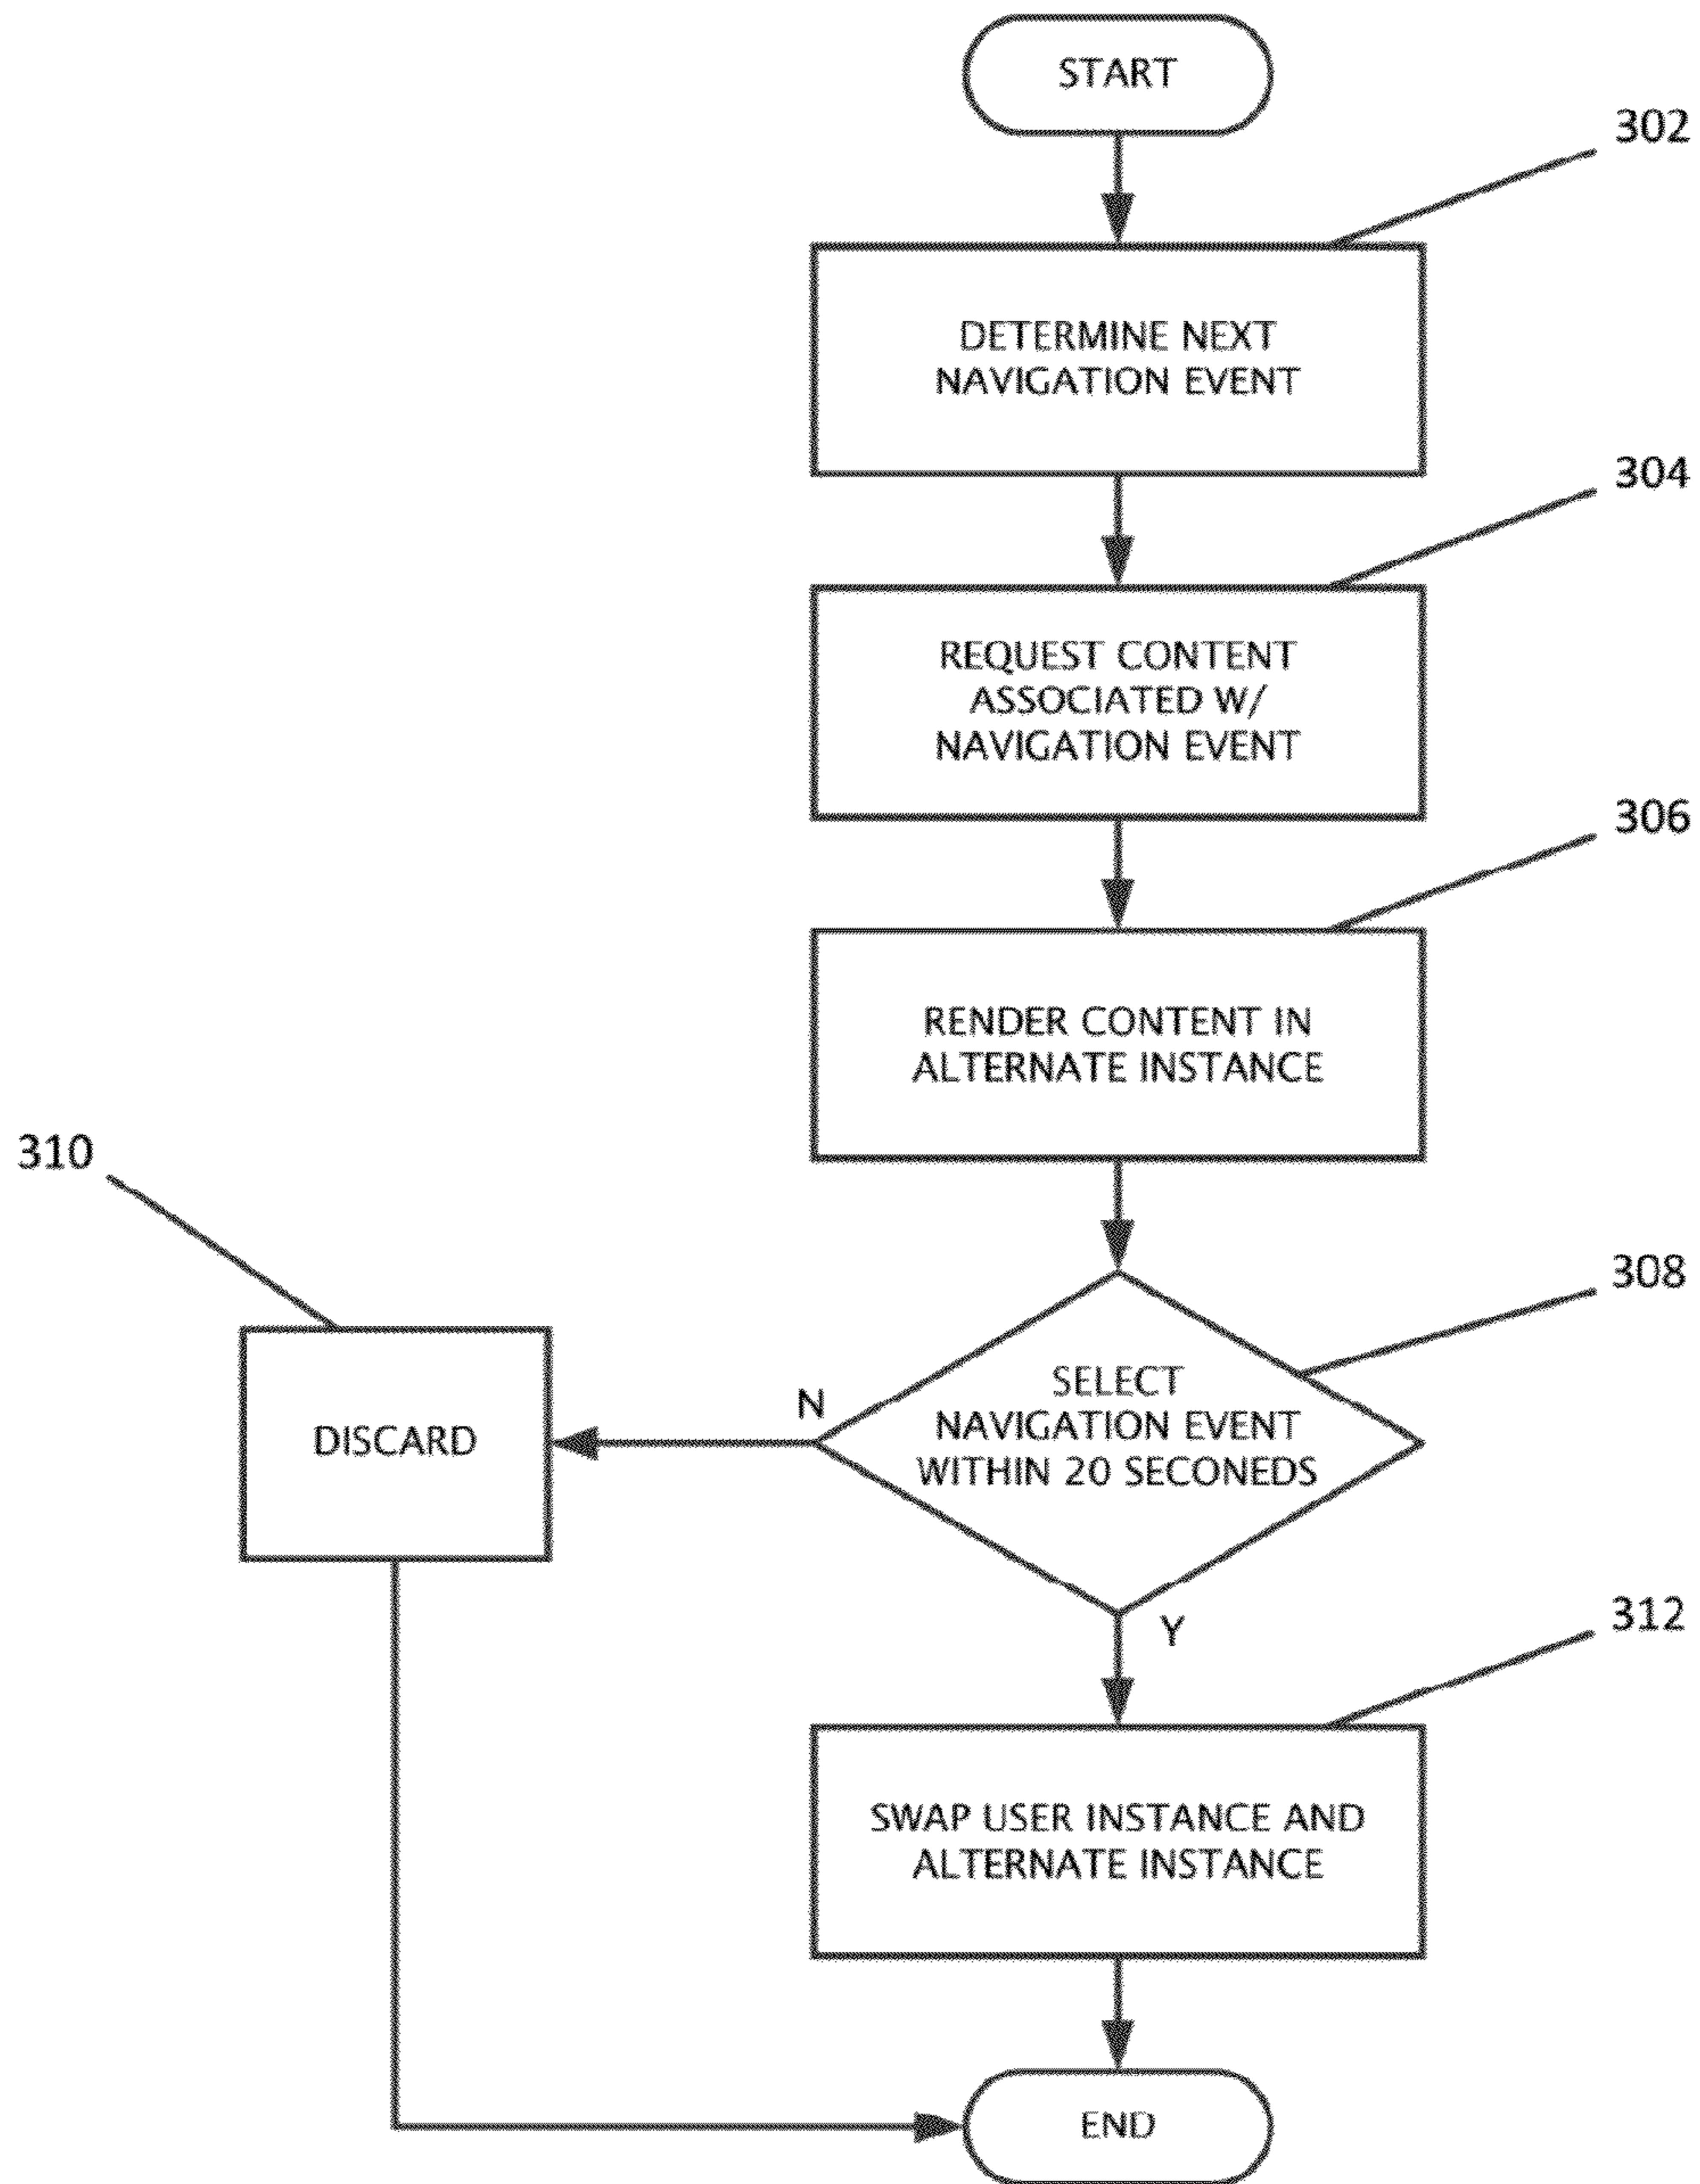 START
302
DETERMINE NEXT
NAVIGATION EVENT
304
REQUEST CONTENT
ASSOCIATED W/
NAVIGATION EVENT
306
RENDER CONTENT IN
ALTERNATE INSTANCE
310
308
DISCARD
N
SELECT
NAVIGATION EVENT
WITHIN 20 SECONEDS
Y
312
SWAP USER INSTANCE AND
ALTERNATE INSTANCE
END